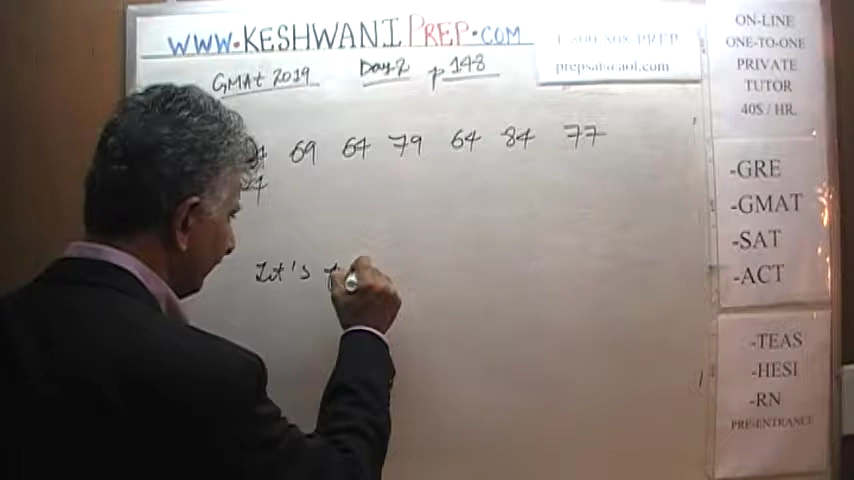 WWW.KESHWANIPREP.COM
prepsat@aol.com
GMAt 2019 Day 2 p 148
69 64 79 64 84 77
Let's
ON-LINE
ONE-TO-ONE
PRIVATE
TUTOR
40$ / HR.
-GRE
-GMAT
-SAT
-ACT
-TEAS
-HESI
-RN
PRE-ENTRANCE